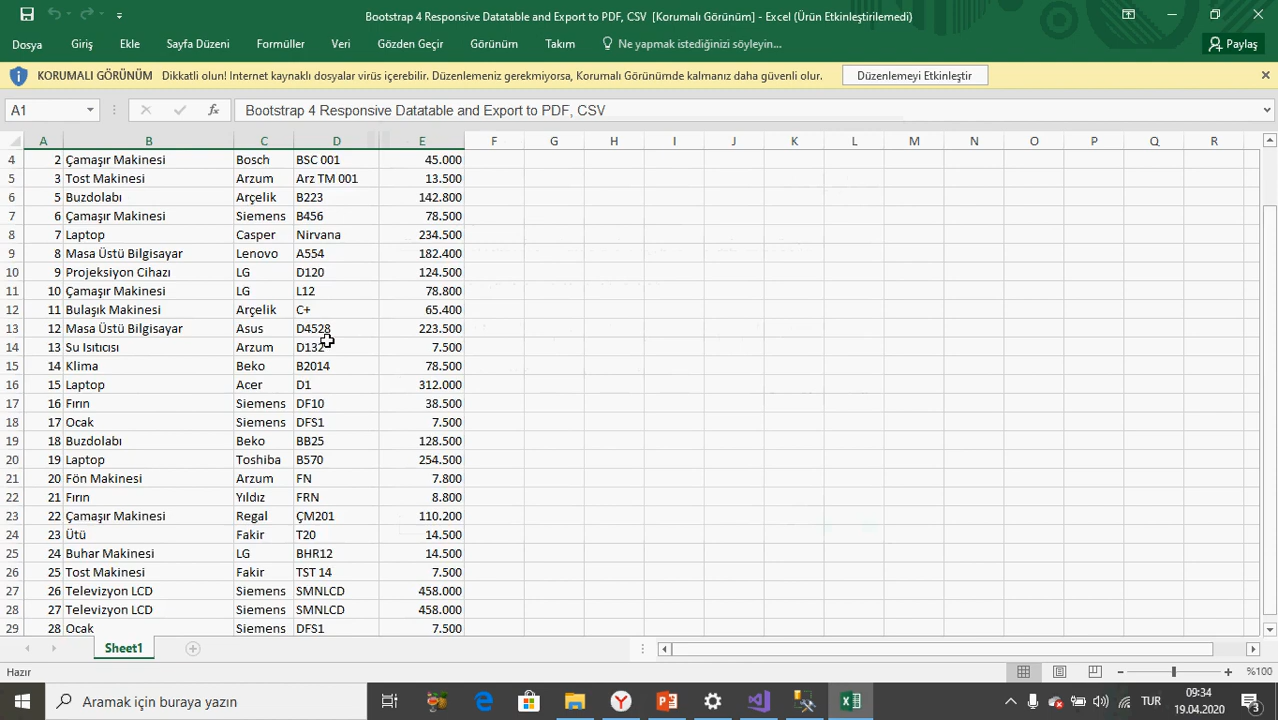 Bootstrap 4 Responsive Datatable and Export to PDF, CSV [Korumalı Görünüm] - Excel (Ürün Etkinleştirilemedi)
Dosya Giriş Ekle Sayfa Düzeni Formüller Veri Gözden Geçir Görünüm Takım Ne yapmak istediğinizi söyleyin... Paylaş
KORUMALI GÖRÜNÜM Dikkatli olun! Internet kaynaklı dosyalar virüs içerebilir. Düzenlemeniz gerekmiyorsa, Korumalı Görünümde kalmanız daha güvenli olur. Düzenlemeyi Etkinleştir
A1 fx Bootstrap 4 Responsive Datatable and Export to PDF, CSV
A B C D E F G H I J K L M N O P Q R
4 2 Çamaşır Makinesi Bosch BSC 001 45.000
5 3 Tost Makinesi Arzum Arz TM 001 13.500
6 5 Buzdolabı Arçelik B223 142.800
7 6 Çamaşır Makinesi Siemens B456 78.500
8 7 Laptop Casper Nirvana 234.500
9 8 Masa Üstü Bilgisayar Lenovo A554 182.400
10 9 Projeksiyon Cihazı LG D120 124.500
11 10 Çamaşır Makinesi LG L12 78.800
12 11 Bulaşık Makinesi Arçelik C+ 65.400
13 12 Masa Üstü Bilgisayar Asus D4528 223.500
14 13 Su Isıtıcısı Arzum D132 7.500
15 14 Klima Beko B2014 78.500
16 15 Laptop Acer D1 312.000
17 16 Fırın Siemens DF10 38.500
18 17 Ocak Siemens DFS1 7.500
19 18 Buzdolabı Beko BB25 128.500
20 19 Laptop Toshiba B570 254.500
21 20 Fön Makinesi Arzum FN 7.800
22 21 Fırın Yıldız FRN 8.800
23 22 Çamaşır Makinesi Regal ÇM201 110.200
24 23 Ütü Fakir T20 14.500
25 24 Buhar Makinesi LG BHR12 14.500
26 25 Tost Makinesi Fakir TST 14 7.500
27 26 Televizyon LCD Siemens SMNLCD 458.000
28 27 Televizyon LCD Siemens SMNLCD 458.000
29 28 Ocak Siemens DFS1 7.500
Sheet1
Hazır %100
Aramak için buraya yazın TUR 09:34
19.04.2020 3